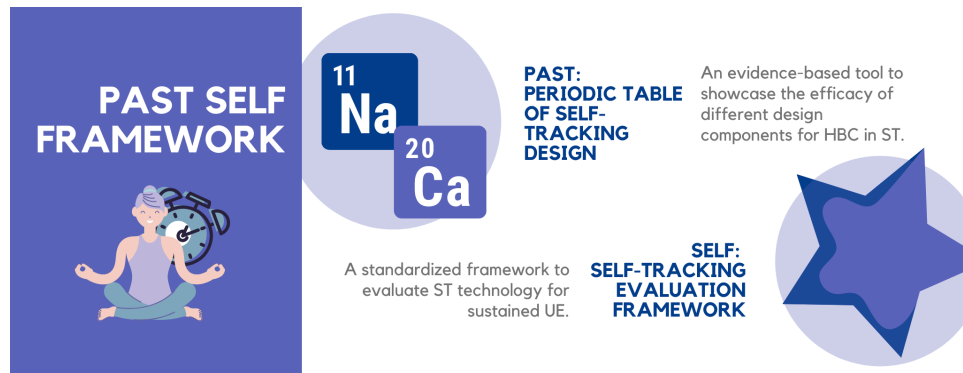 PAST SELF
FRAMEWORK
11
Na
20
Ca
PAST:
PERIODIC TABLE
OF SELF-
TRACKING
DESIGN
An evidence-based tool to
showcase the efficacy of
different design
components for HBC in ST.
A standardized framework to
evaluate ST technology for
sustained UE.
SELF:
SELF-TRACKING
EVALUATION
FRAMEWORK